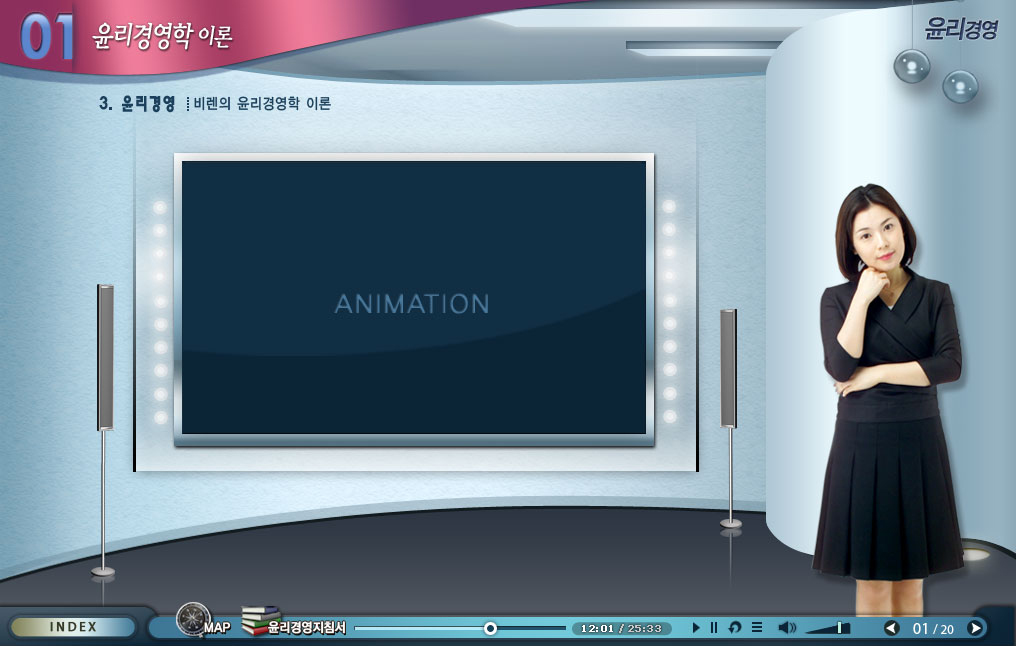 01 윤리경영학 이론
윤리경영
3. 윤리경영 비렌의 윤리경영학 이론
ANIMATION
INDEX
MAP
윤리경영지침서
12:01 / 25:33
01 / 20